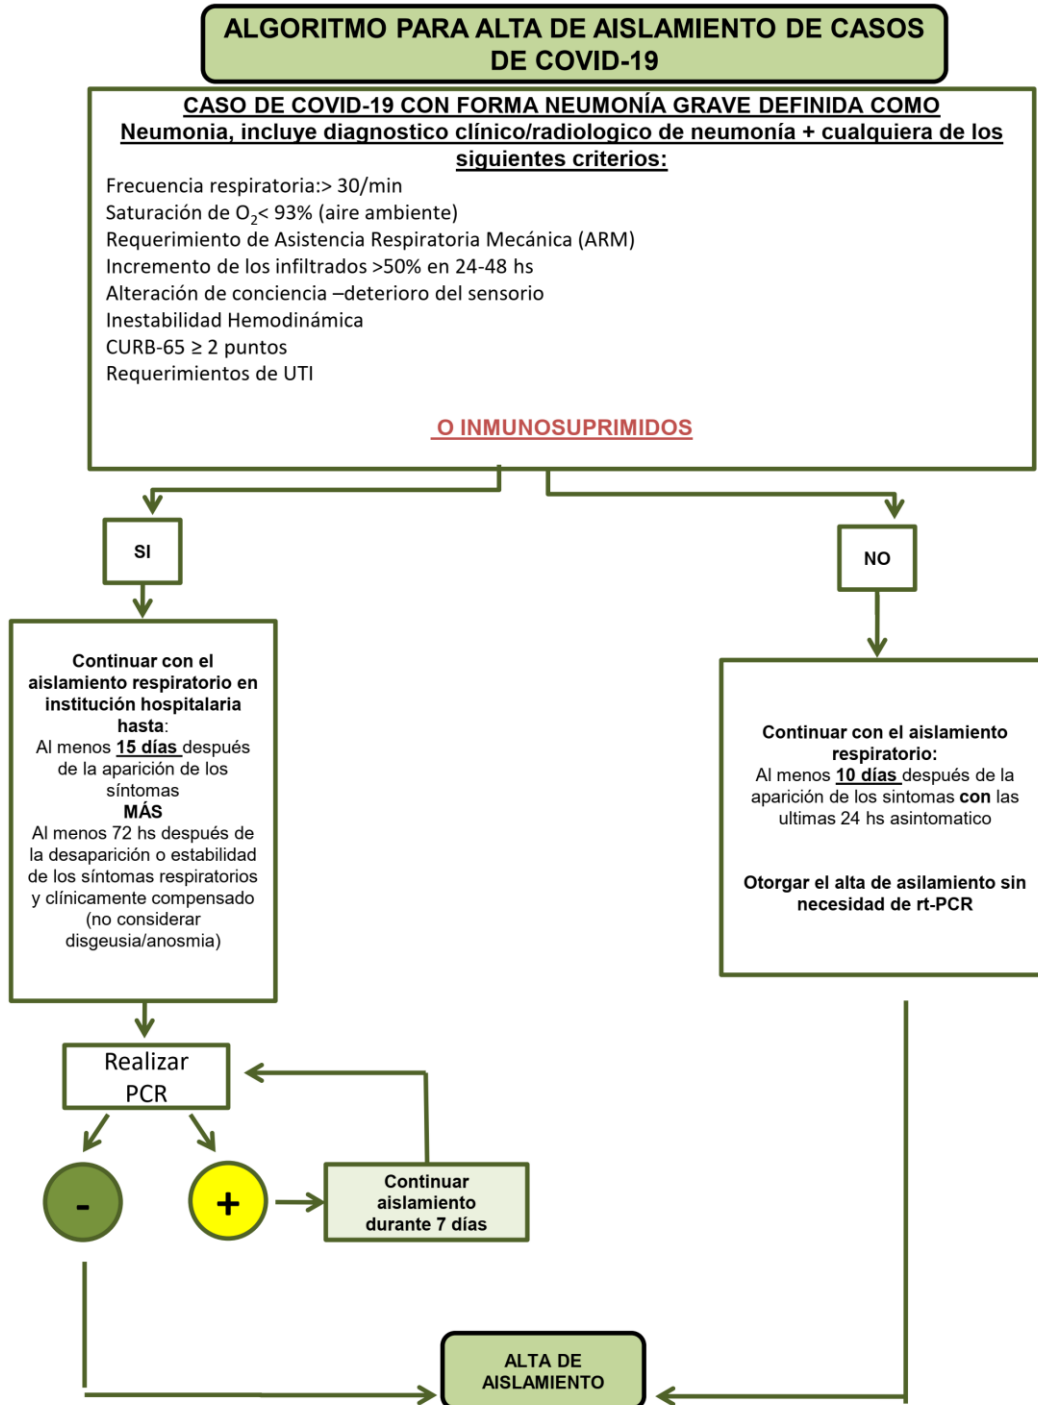 ALGORITMO PARA ALTA DE AISLAMIENTO DE CASOS
DE COVID-19
CASO DE COVID-19 CON FORMA NEUMONÍA GRAVE DEFINIDA COMO
Neumonia, incluye diagnostico clínico/radiologico de neumonía + cualquiera de los
siguientes criterios:
Frecuencia respiratoria:> 30/min
Saturación de O₂< 93% (aire ambiente)
Requerimiento de Asistencia Respiratoria Mecánica (ARM)
Incremento de los infiltrados >50% en 24-48 hs
Alteración de conciencia –deterioro del sensorio
Inestabilidad Hemodinámica
CURB-65 ≥ 2 puntos
Requerimientos de UTI
O INMUNOSUPRIMIDOS
SI
NO
Continuar con el
aislamiento respiratorio en
institución hospitalaria
hasta:
Al menos 15 días después
de la aparición de los
síntomas
MÁS
Al menos 72 hs después de
la desaparición o estabilidad
de los síntomas respiratorios
y clínicamente compensado
(no considerar
disgeusia/anosmia)
Continuar con el aislamiento
respiratorio:
Al menos 10 días después de la
aparición de los sintomas con las
ultimas 24 hs asintomatico
Otorgar el alta de asilamiento sin
necesidad de rt-PCR
Realizar
PCR
-
+
Continuar
aislamiento
durante 7 días
ALTA DE
AISLAMIENTO